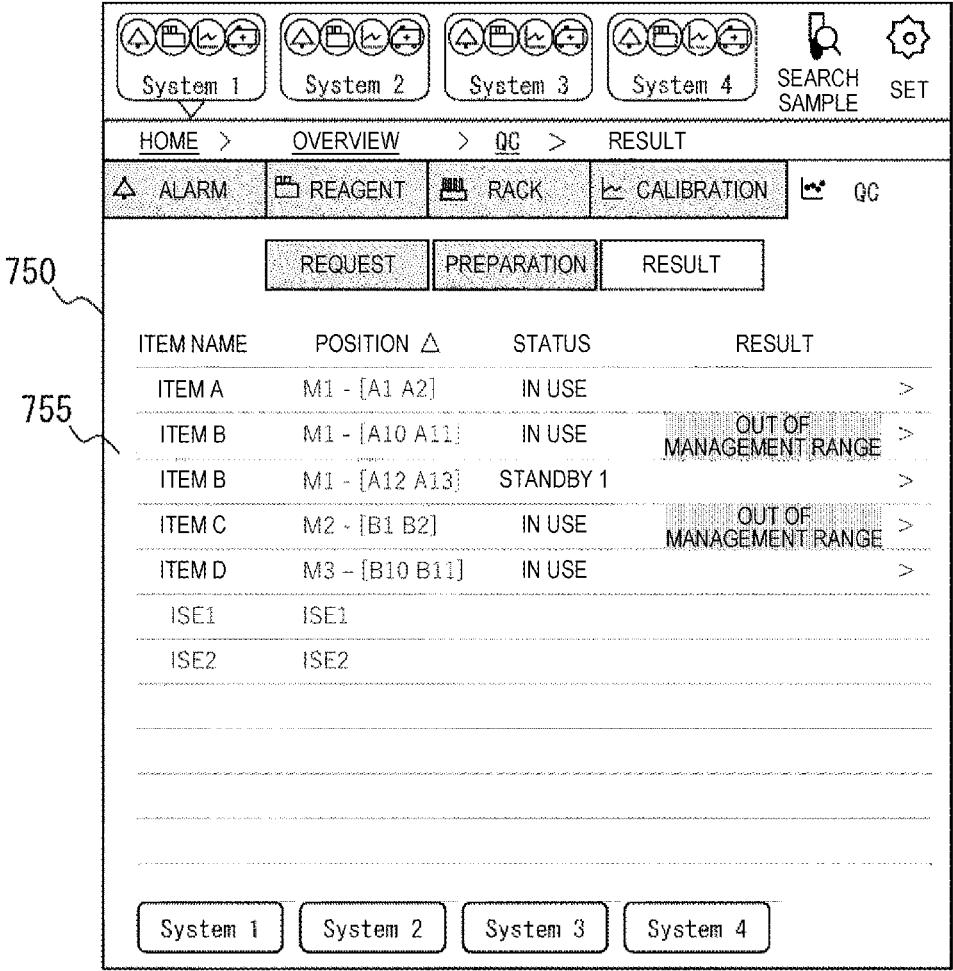 System 1 System 2 System 3 System 4 SEARCH SAMPLE SET
HOME > OVERVIEW > QC > RESULT
ALARM REAGENT RACK CALIBRATION QC
REQUEST PREPARATION RESULT
750
ITEM NAME POSITION △ STATUS RESULT
ITEM A M1 - [A1 A2] IN USE >
755
ITEM B M1 - [A10 A11] IN USE OUT OF MANAGEMENT RANGE >
ITEM B M1 - [A12 A13] STANDBY 1 >
ITEM C M2 - [B1 B2] IN USE OUT OF MANAGEMENT RANGE >
ITEM D M3 – [B10 B11] IN USE >
ISE1 ISE1
ISE2 ISE2
System 1 System 2 System 3 System 4